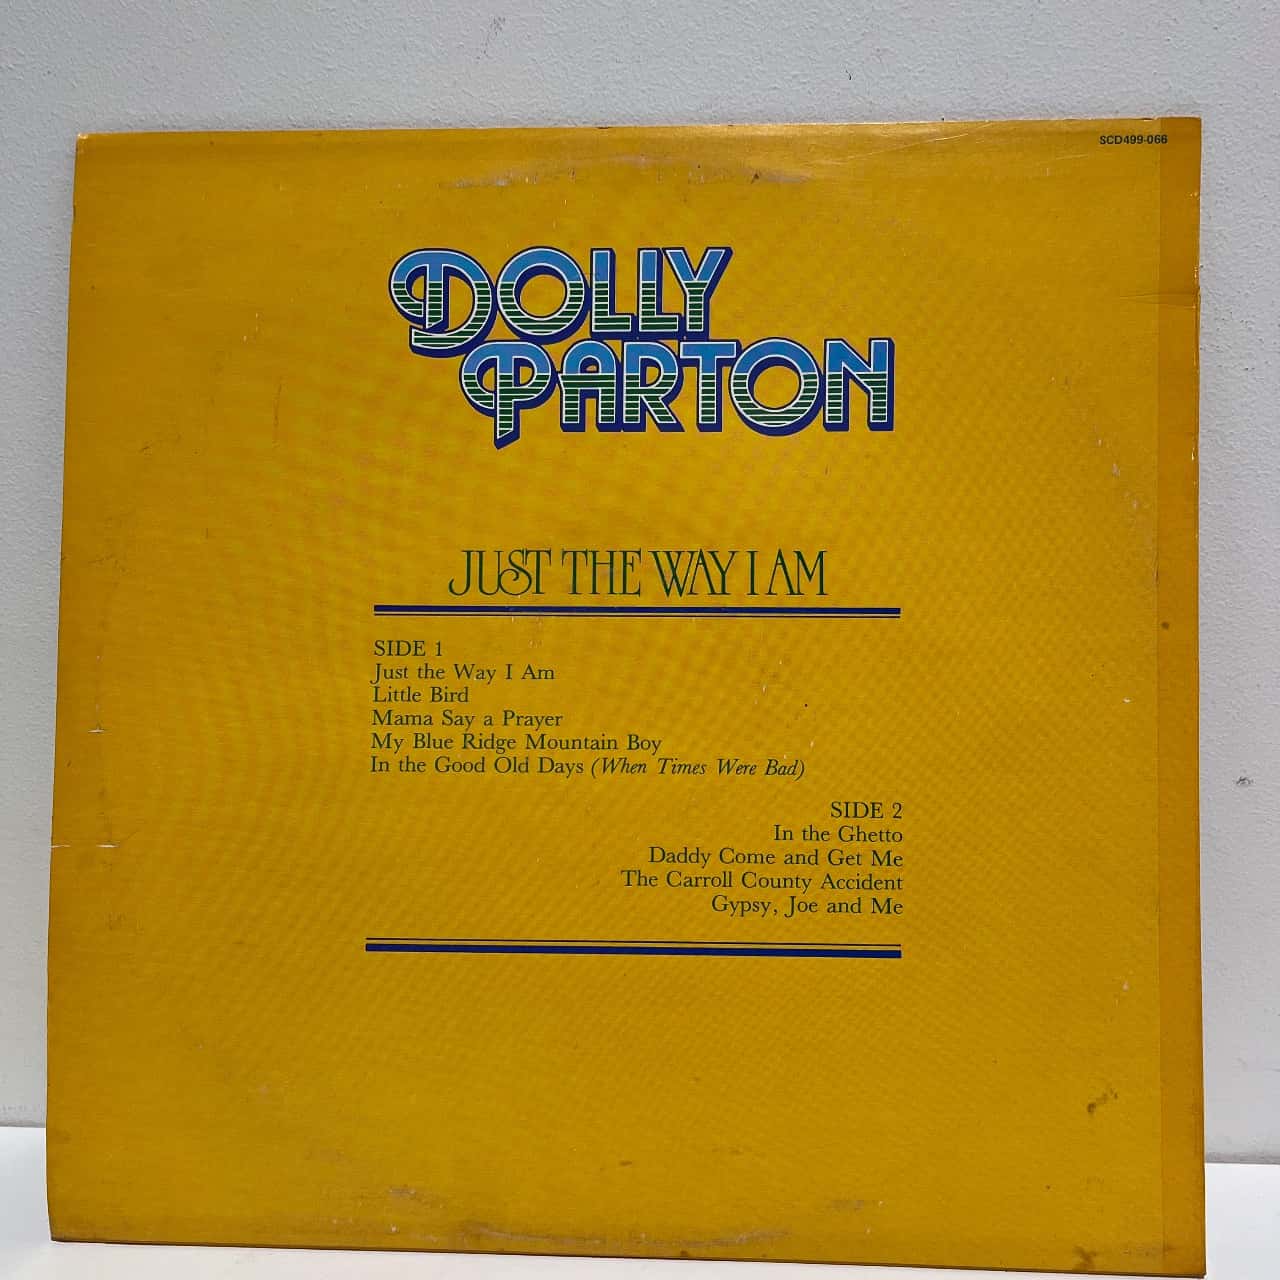 SCD499-066
DOLLY
PARTON
JUST THE WAY I AM
SIDE 1
Just the Way I Am
Little Bird
Mama Say a Prayer
My Blue Ridge Mountain Boy
In the Good Old Days (When Times Were Bad)
SIDE 2
In the Ghetto
Daddy Come and Get Me
The Carroll County Accident
Gypsy, Joe and Me